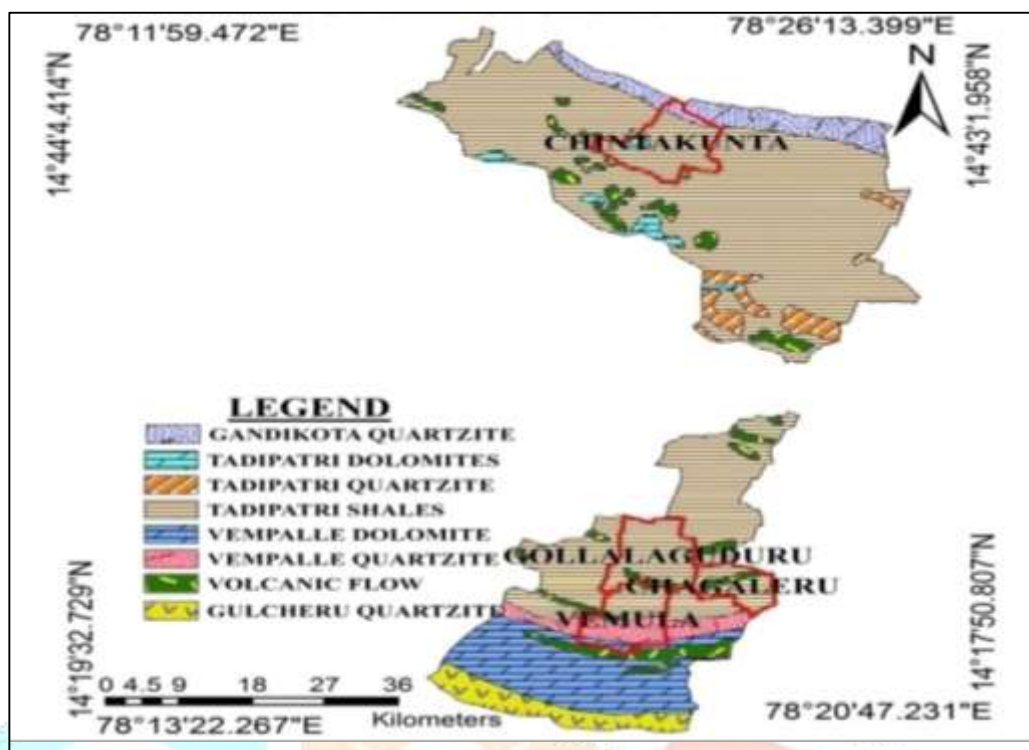 78°11'59.472"E
78°26'13.399"E
N
14°44'4.414"N
14°43'1.958"N
CHINTAKUNTA
LEGEND
GANDIKOTA QUARTZITE
TADIPATRI DOLOMITES
TADIPATRI QUARTZITE
TADIPATRI SHALES
VEMPALLE DOLOMITE
VEMPALLE QUARTZITE
VOLCANIC FLOW
GULCHERU QUARTZITE
GOLLALAGUDURU
CHAGALERU
VEMULA
14°19'32.729"N
14°17'50.807"N
0 4.5 9 18 27 36
Kilometers
78°13'22.267"E
78°20'47.231"E